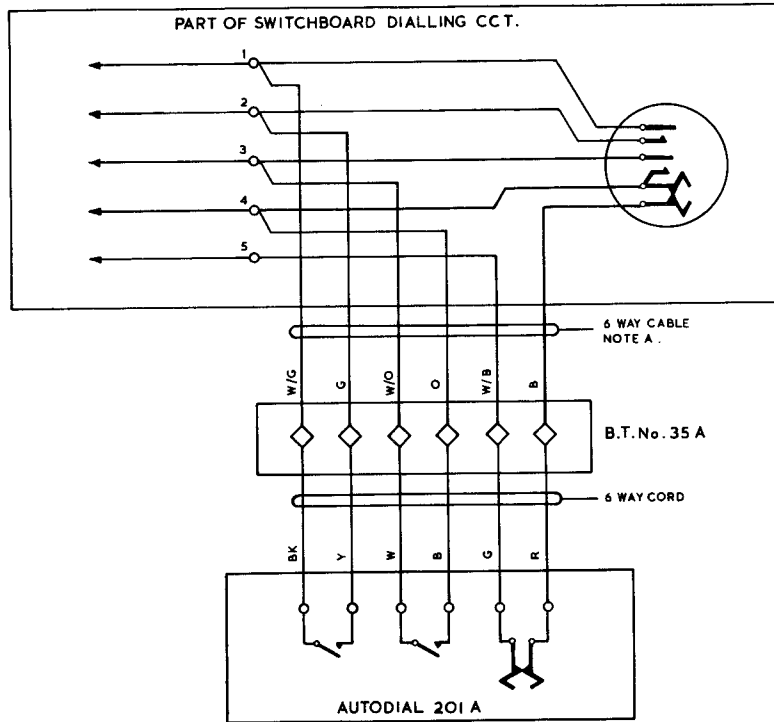 PART OF SWITCHBOARD DIALLING CCT.
1
2
3
4
5
6 WAY CABLE
NOTE A.
W/G G W/O O W/B B
B.T. No. 35 A
6 WAY CORD
BK Y W B G R
AUTODIAL 201 A